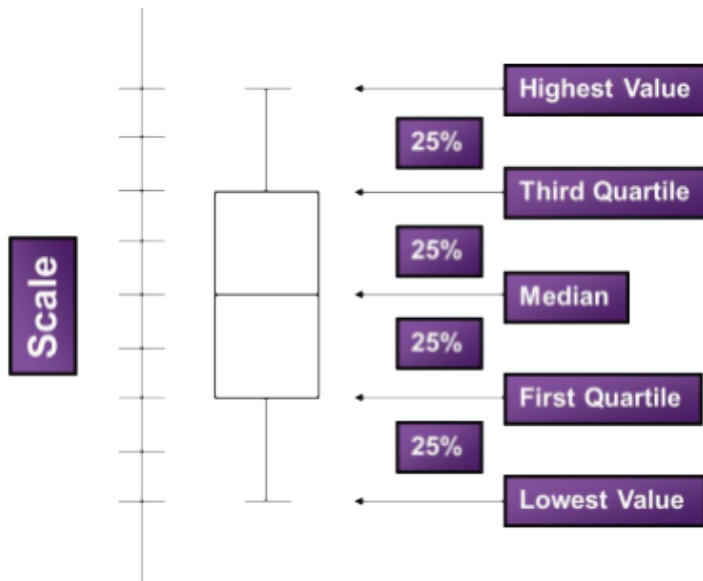 Highest Value
25%
Third Quartile
25%
Scale
Median
25%
First Quartile
25%
Lowest Value